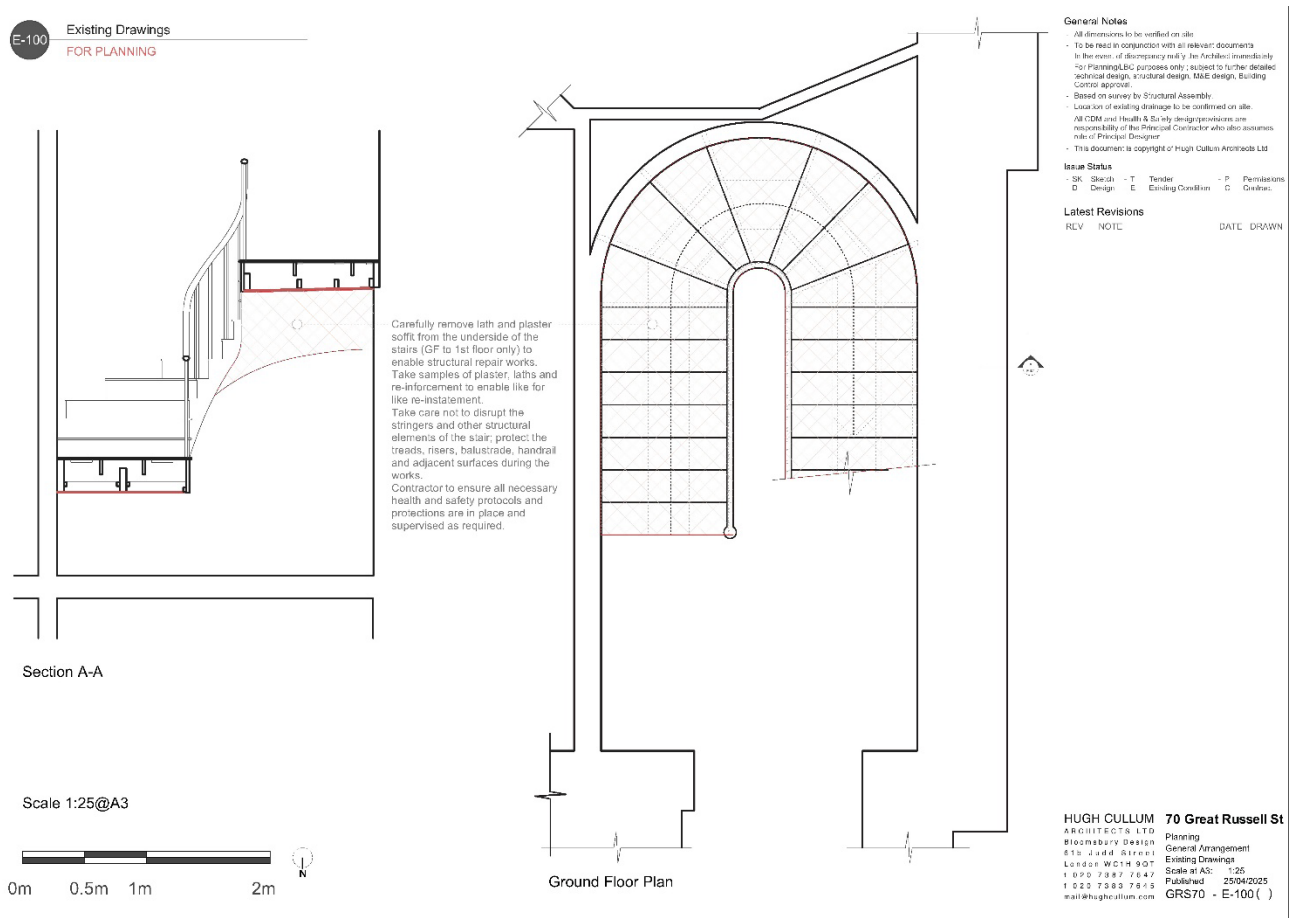 E-100
Existing Drawings
FOR PLANNING
Carefully remove lath and plaster
soffit from the underside of the
stairs (GF to 1st floor only) to
enable structural repair works.
Take samples of plaster, laths and
re-inforcement to enable like for
like re-instatement.
Take care not to disrupt the
stringers and other structural
elements of the stair; protect the
treads, risers, balustrade, handrail
and adjacent surfaces during the
works.
Contractor to ensure all necessary
health and safety protocols and
protections are in place and
supervised as required.
Section A-A
Scale 1:25@A3
0m 0.5m 1m 2m
N
Ground Floor Plan
General Notes
- All dimensions to be verified on site
- To be read in conjunction with all relevant documents
In the event of discrepancy notify the Architect immediately
For Planning/LBC purposes only ; subject to further detailed
technical design, structural design, M&E design, Building
Control approval.
- Based on survey by Structural Assembly.
- Location of existing drainage to be confirmed on site.
All CDM and Health & Safety design/provisions are
responsibility of the Principal Contractor who also assumes
role of Principal Designer
- This document is copyright of Hugh Cullum Architects Ltd
Issue Status
- SK Sketch - T Tender - P Permissions
D Design E Existing Condition C Contract
Latest Revisions
REV NOTE DATE DRAWN
HUGH CULLUM
ARCHITECTS LTD
Bloomsbury Design
61b Judd Street
London WC1H 9QT
t 020 7387 7647
f 020 7383 7645
mail@hughcullum.com
70 Great Russell St
Planning
General Arrangement
Existing Drawings
Scale at A3: 1:25
Published 25/04/2025
GRS70 - E-100 ( )